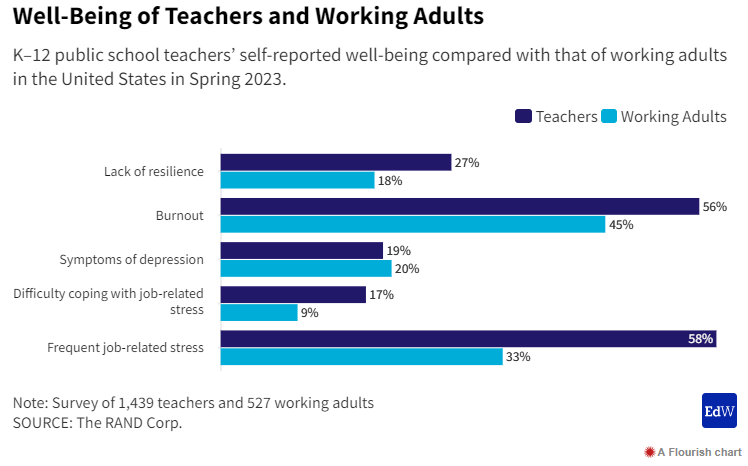 Well-Being of Teachers and Working Adults
K–12 public school teachers’ self-reported well-being compared with that of working adults
in the United States in Spring 2023.
Teachers Working Adults
Lack of resilience
27%
18%
Burnout
56%
45%
Symptoms of depression
19%
20%
Difficulty coping with job-related
stress
17%
9%
Frequent job-related stress
58%
33%
Note: Survey of 1,439 teachers and 527 working adults
SOURCE: The RAND Corp.
EdW
A Flourish chart